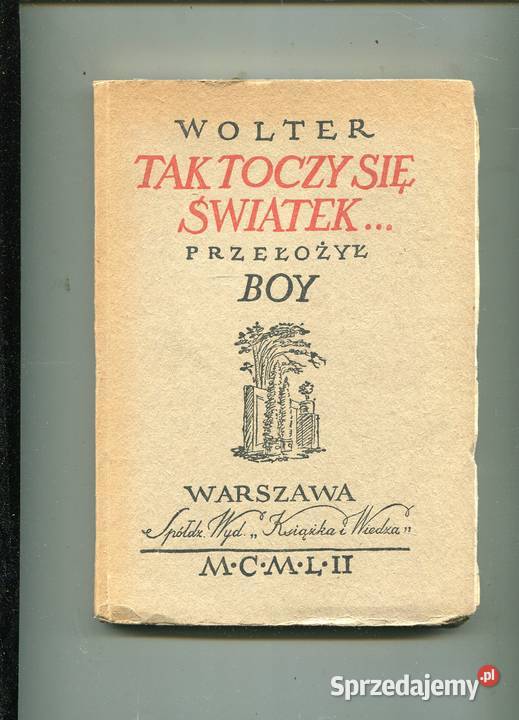 WOLTER
TAK TOCZY SIĘ
ŚWIATEK...
PRZEŁOŻYŁ
BOY
WARSZAWA
Spółdz. Wyd. „Książka i Wiedza"
M·C·M·L·II
Sprzedajemy.pl